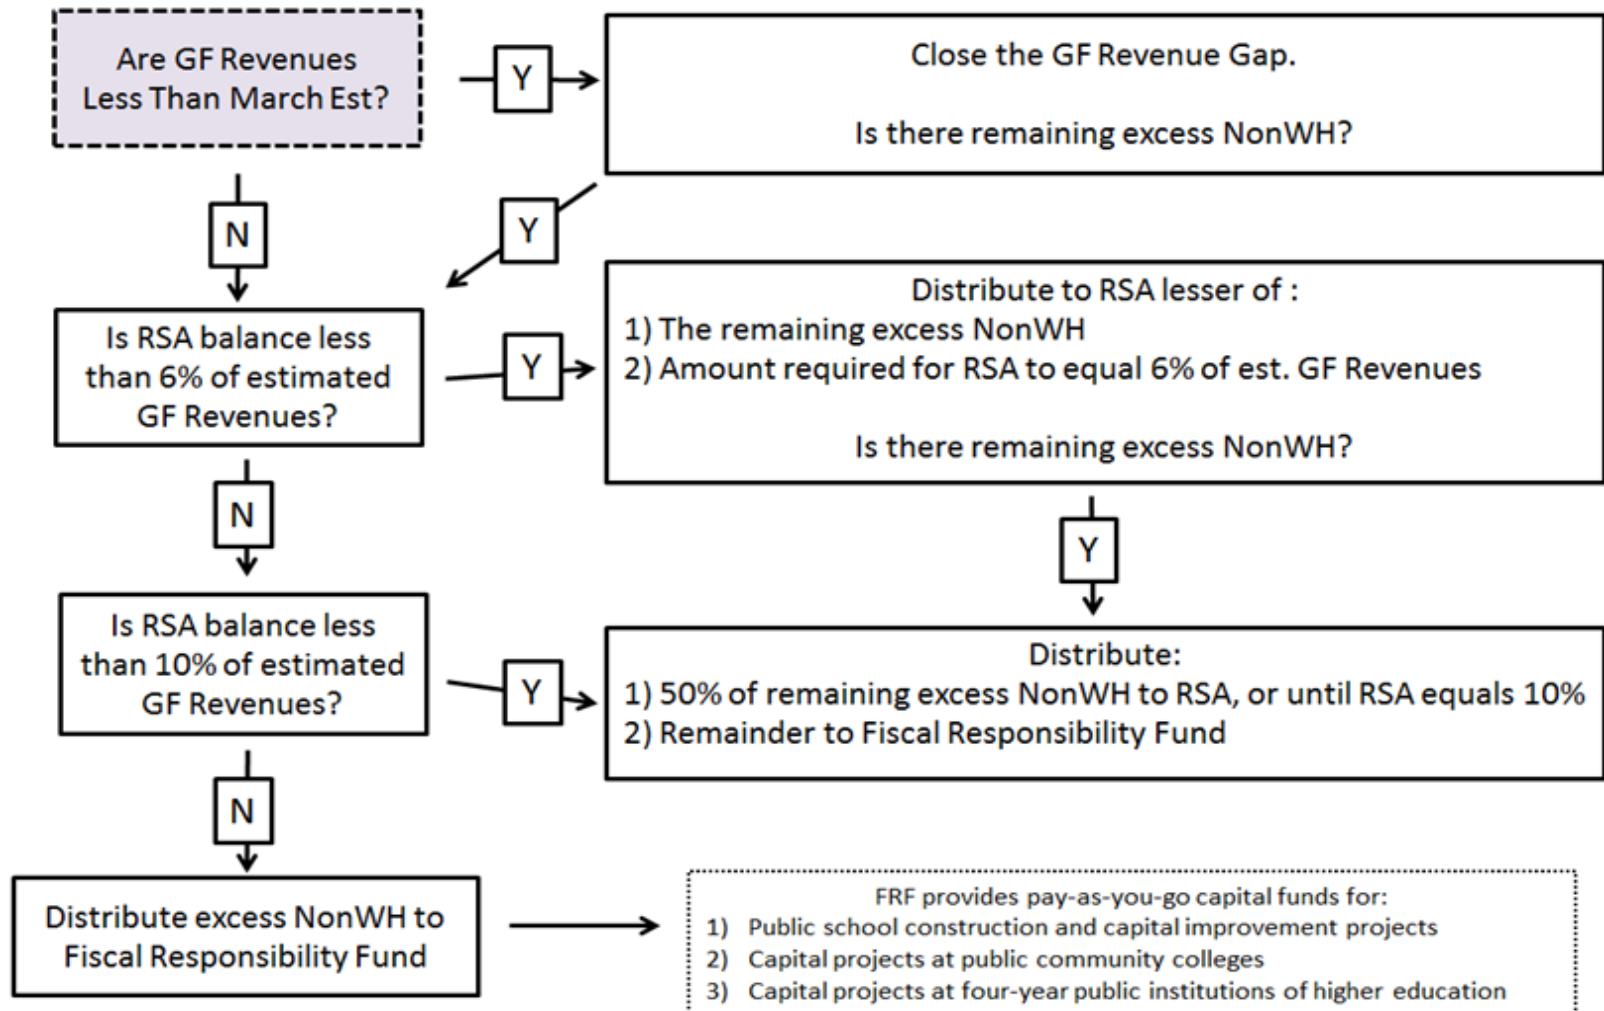 Are GF Revenues
Less Than March Est?
Y
Close the GF Revenue Gap.
Is there remaining excess NonWH?
N
Y
Is RSA balance less
than 6% of estimated
GF Revenues?
Y
Distribute to RSA lesser of :
1) The remaining excess NonWH
2) Amount required for RSA to equal 6% of est. GF Revenues
Is there remaining excess NonWH?
N
Y
Is RSA balance less
than 10% of estimated
GF Revenues?
Y
Distribute:
1) 50% of remaining excess NonWH to RSA, or until RSA equals 10%
2) Remainder to Fiscal Responsibility Fund
N
Distribute excess NonWH to
Fiscal Responsibility Fund
FRF provides pay-as-you-go capital funds for:
1) Public school construction and capital improvement projects
2) Capital projects at public community colleges
3) Capital projects at four-year public institutions of higher education